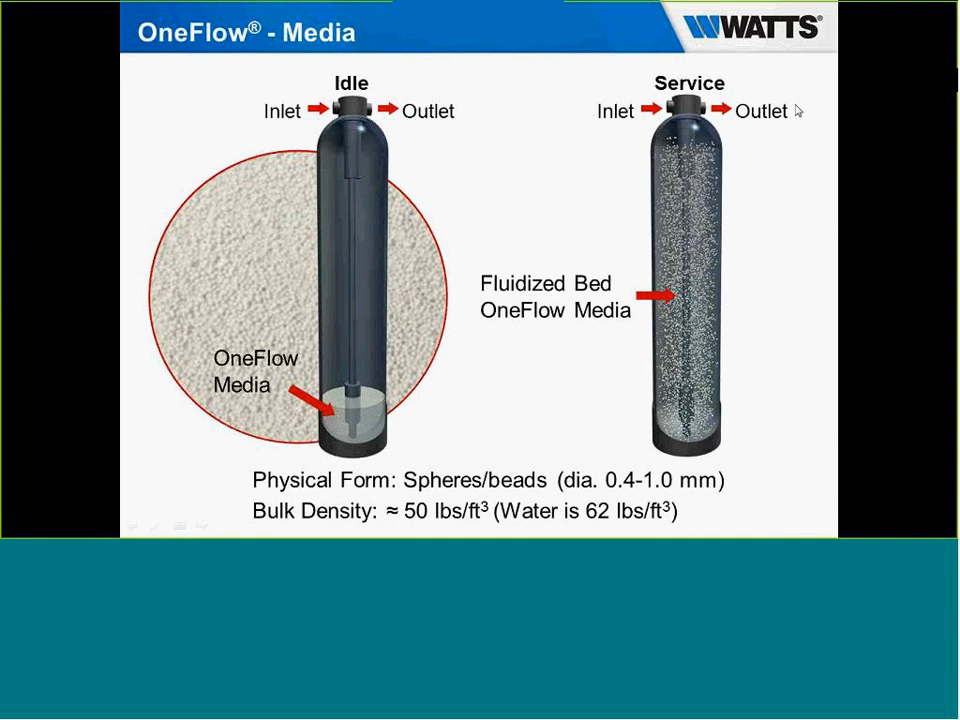 OneFlow® - Media
WATTS®
Idle
Inlet
Outlet
Service
Inlet
Outlet
Fluidized Bed
OneFlow Media
OneFlow
Media
Physical Form: Spheres/beads (dia. 0.4-1.0 mm)
Bulk Density: ≈ 50 lbs/ft³ (Water is 62 lbs/ft³)